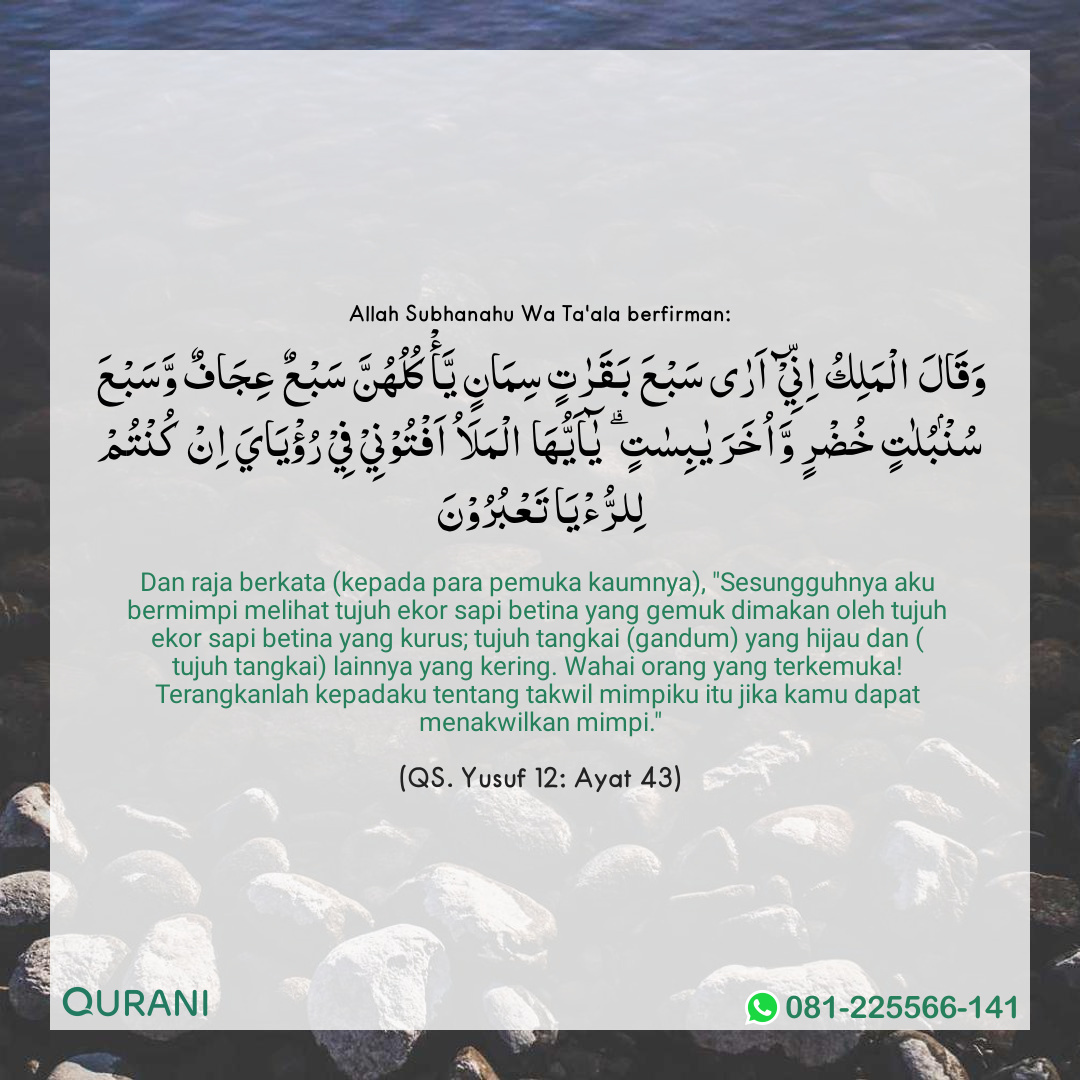 Allah Subhanahu Wa Ta'ala berfirman:
وَقَالَ الْمَلِكُ اِنِّيْٓ اَرٰى سَبْعَ بَقَرٰتٍ سِمَانٍ يَّأْكُلُهُنَّ سَبْعٌ عِجَافٌ وَّسَبْعَ
سُنْۢبُلٰتٍ خُضْرٍ وَّاُخَرَ يٰبِسٰتٍ ۗ يٰٓاَيُّهَا الْمَلَاُ اَفْتُوْنِيْ فِيْ رُؤْيَايَ اِنْ كُنْتُمْ
لِلرُّءْيَا تَعْبُرُوْنَ
Dan raja berkata (kepada para pemuka kaumnya), "Sesungguhnya aku
bermimpi melihat tujuh ekor sapi betina yang gemuk dimakan oleh tujuh
ekor sapi betina yang kurus; tujuh tangkai (gandum) yang hijau dan (
tujuh tangkai) lainnya yang kering. Wahai orang yang terkemuka!
Terangkanlah kepadaku tentang takwil mimpiku itu jika kamu dapat
menakwilkan mimpi."
(QS. Yusuf 12: Ayat 43)
QURANI
081-225566-141